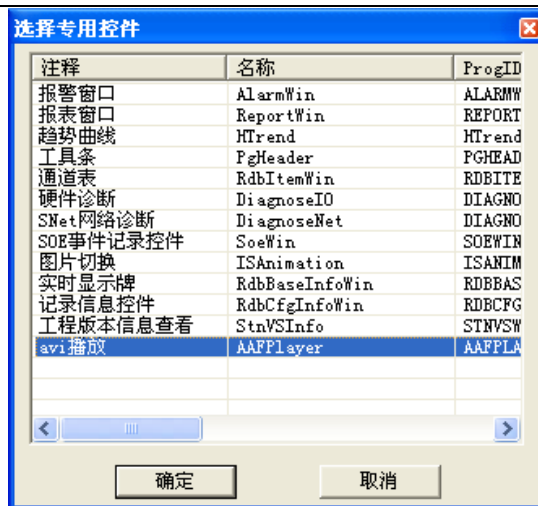 选择专用控件
注释 名称 ProgID
报警窗口 AlarmWin ALARMW
报表窗口 ReportWin REPORT
趋势曲线 HTrend HTrend
工具条 PgHeader PGHEAD
通道表 RdbItemWin RDBITE
硬件诊断 DiagnoseIO DIAGNO
SNet网络诊断 DiagnoseNet DIAGNO
SOE事件记录控件 SoeWin SOEWIN
图片切换 ISAnimation ISANIM
实时显示牌 RdbBaseInfoWin RDBBAS
记录信息控件 RdbCfgInfoWin RDBCFG
工程版本信息查看 StnVSInfo STNVSW
avi播放 AAFPlayer AAFPLA
确定 取消